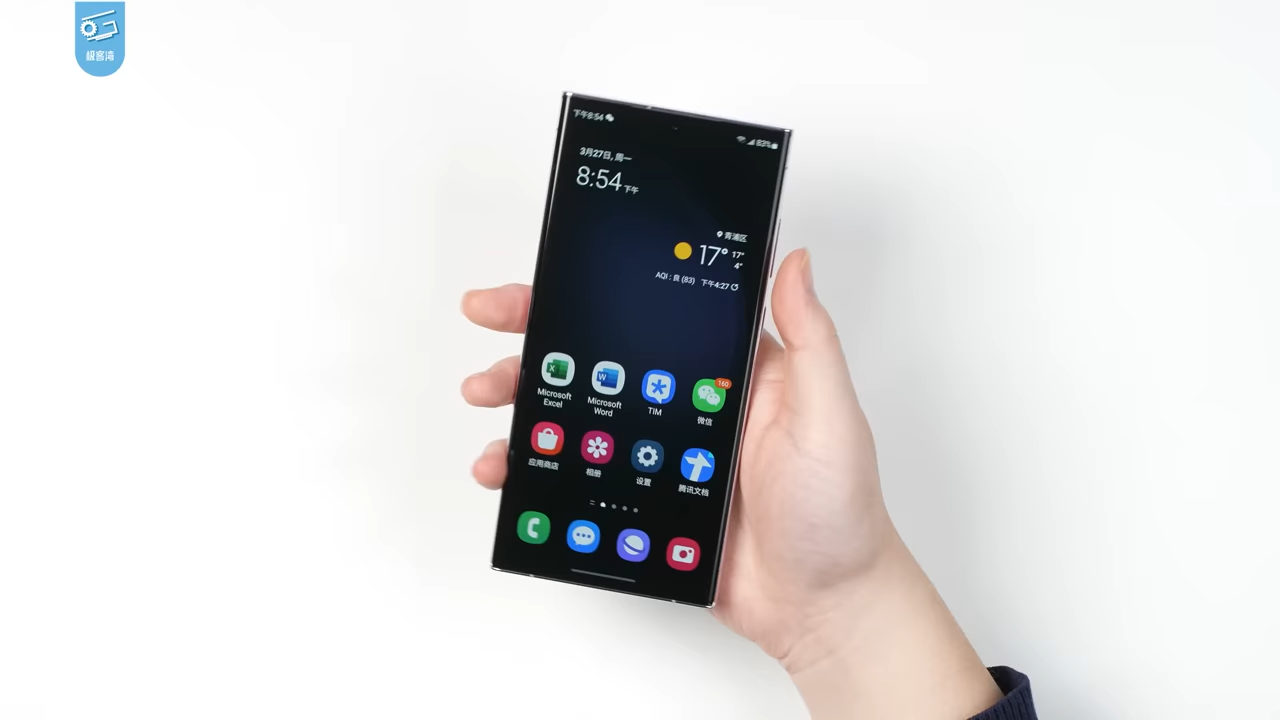 极客湾
下午8:54
83%
3月27日, 周一
8:54 下午
青浦区
17° 17°
4°
AQI : 良 (83) 下午4:27
Microsoft Excel
Microsoft Word
TIM
160
微信
应用商店
相册
设置
腾讯文档